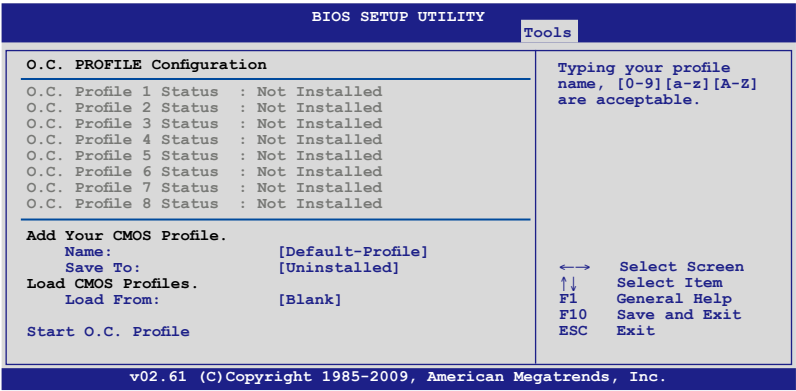 BIOS SETUP UTILITY
Tools
O.C. PROFILE Configuration
O.C. Profile 1 Status : Not Installed
O.C. Profile 2 Status : Not Installed
O.C. Profile 3 Status : Not Installed
O.C. Profile 4 Status : Not Installed
O.C. Profile 5 Status : Not Installed
O.C. Profile 6 Status : Not Installed
O.C. Profile 7 Status : Not Installed
O.C. Profile 8 Status : Not Installed
Add Your CMOS Profile.
Name: [Default-Profile]
Save To: [Uninstalled]
Load CMOS Profiles.
Load From: [Blank]
Start O.C. Profile
Typing your profile
name, [0-9][a-z][A-Z]
are acceptable.
←→ Select Screen
↑↓ Select Item
F1 General Help
F10 Save and Exit
ESC Exit
v02.61 (C)Copyright 1985-2009, American Megatrends, Inc.